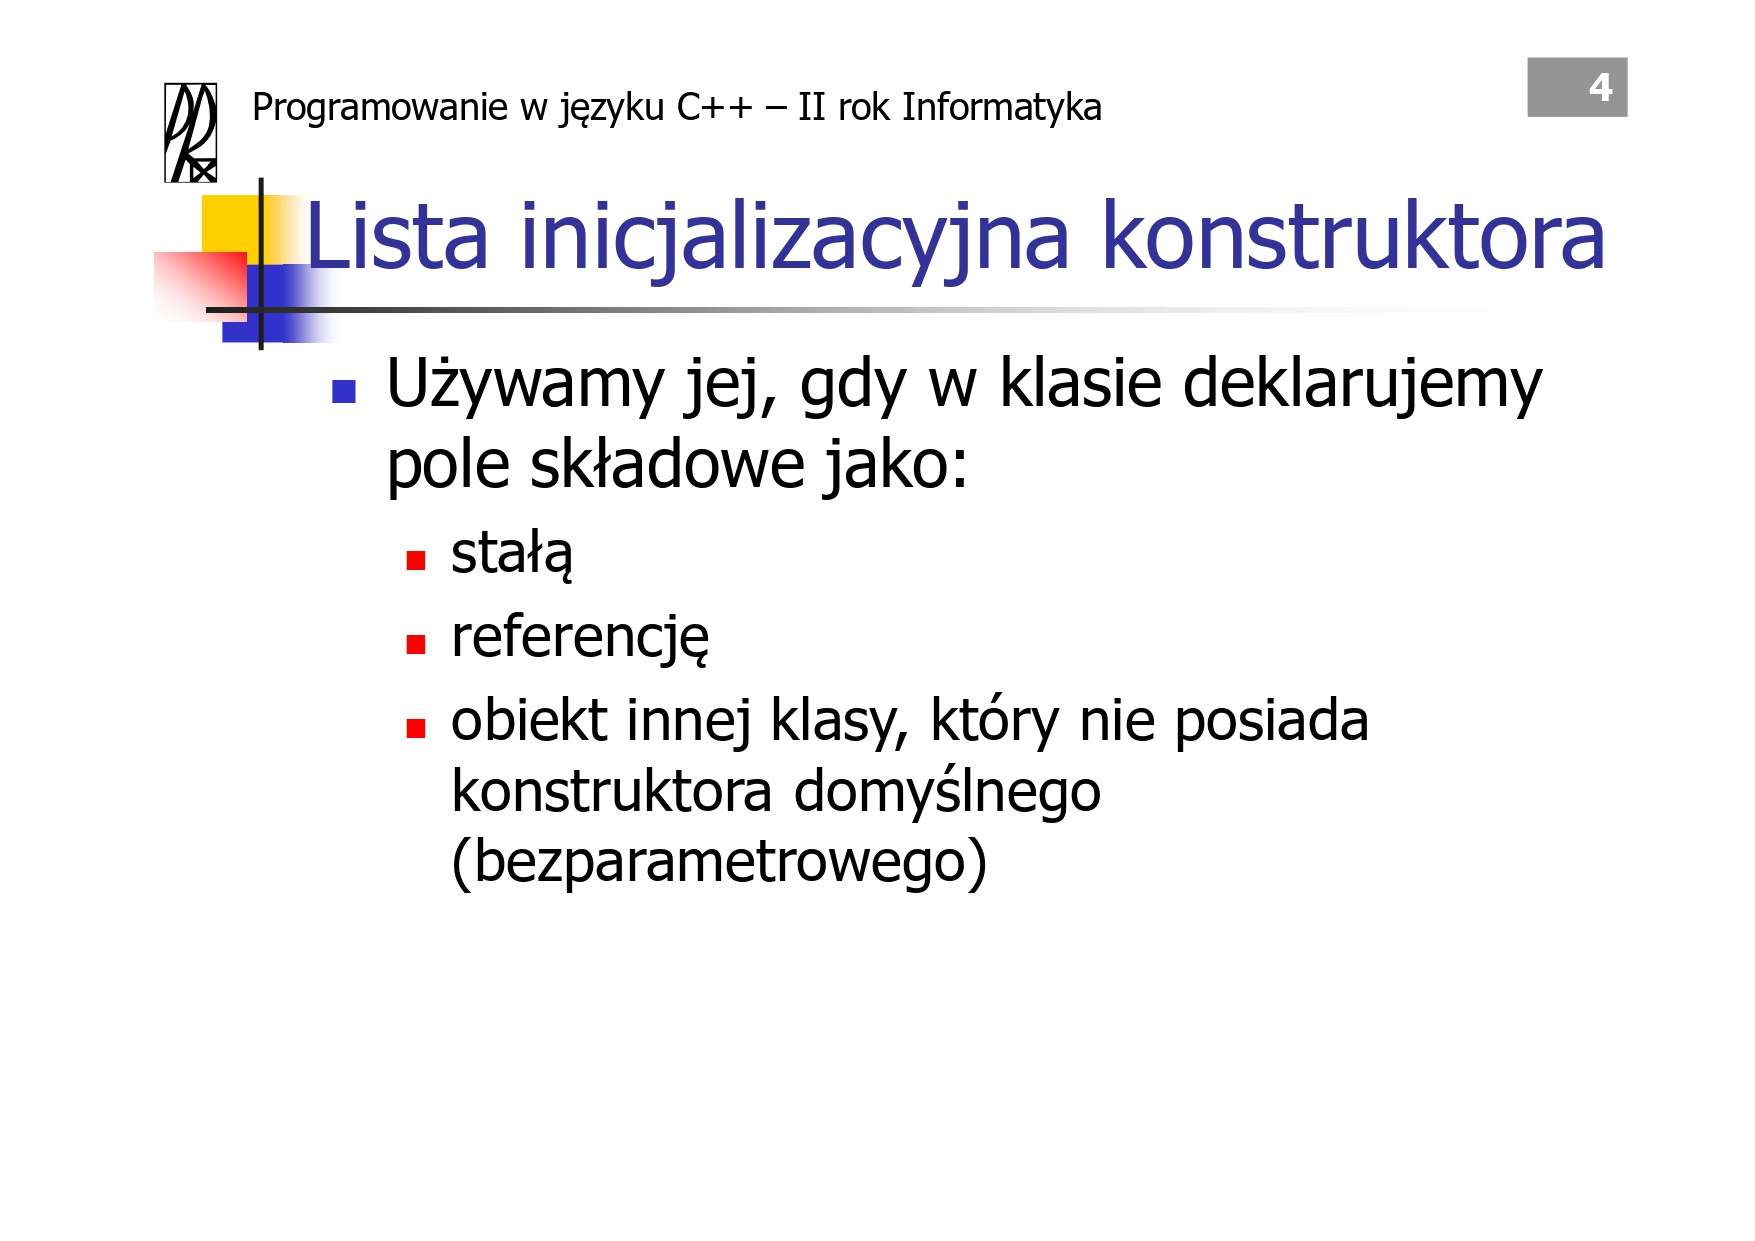 Programowanie w języku C++ – II rok Informatyka
4
Lista inicjalizacyjna konstruktora
Używamy jej, gdy w klasie deklarujemy
pole składowe jako:
stałą
referencję
obiekt innej klasy, który nie posiada
konstruktora domyślnego
(bezparametrowego)